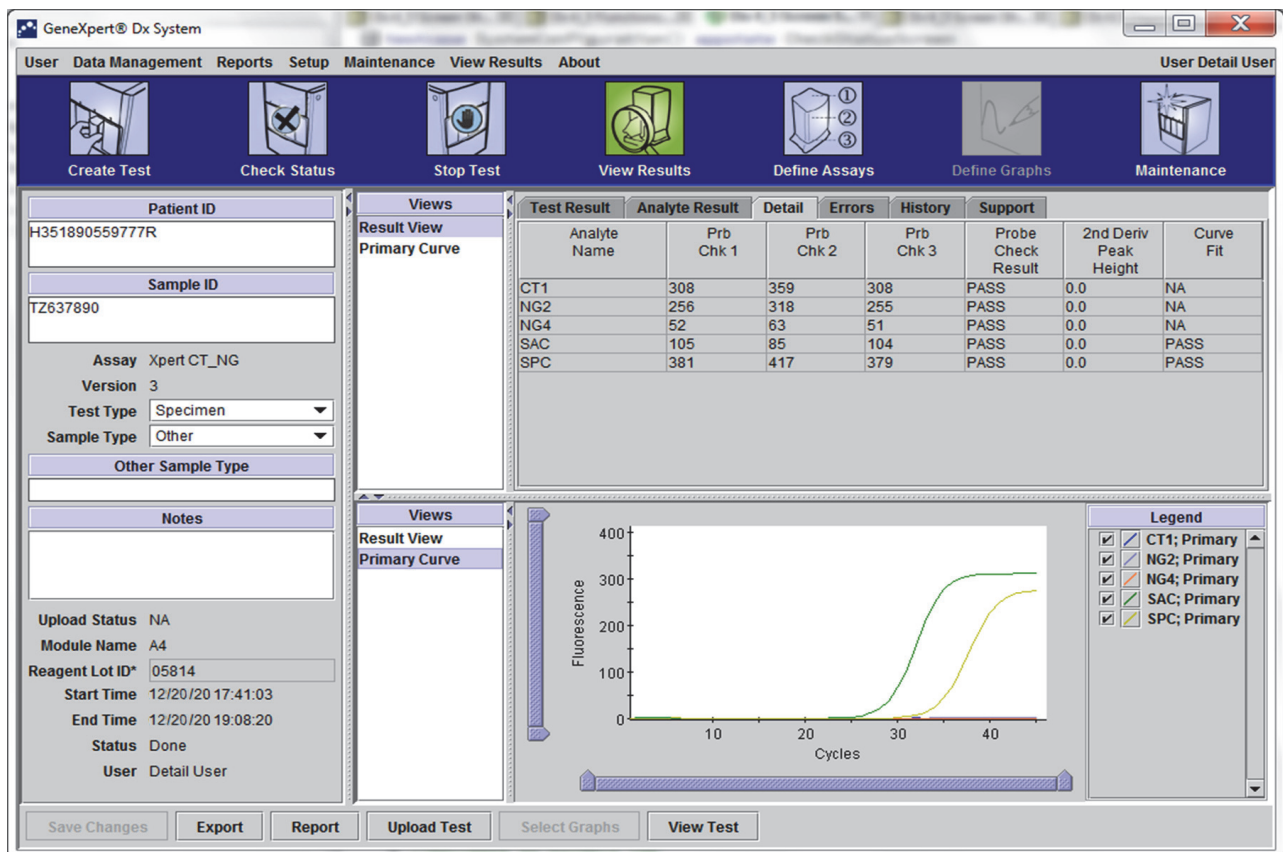 GeneXpert® Dx System
User Data Management Reports Setup Maintenance View Results About User Detail User
Create Test Check Status Stop Test View Results Define Assays Define Graphs Maintenance
Patient ID
H351890559777R
Sample ID
TZ637890
Assay Xpert CT_NG
Version 3
Test Type Specimen
Sample Type Other
Other Sample Type
Notes
Upload Status NA
Module Name A4
Reagent Lot ID* 05814
Start Time 12/20/20 17:41:03
End Time 12/20/20 19:08:20
Status Done
User Detail User
Views
Result View
Primary Curve
Test Result Analyte Result Detail Errors History Support
Analyte Name Prb Chk 1 Prb Chk 2 Prb Chk 3 Probe Check Result 2nd Deriv Peak Height Curve Fit
CT1 308 359 308 PASS 0.0 NA
NG2 256 318 255 PASS 0.0 NA
NG4 52 63 51 PASS 0.0 NA
SAC 105 85 104 PASS 0.0 PASS
SPC 381 417 379 PASS 0.0 PASS
Views
Result View
Primary Curve
Fluorescence
400
300
200
100
0
10 20 30 40
Cycles
Legend
CT1; Primary
NG2; Primary
NG4; Primary
SAC; Primary
SPC; Primary
Save Changes Export Report Upload Test Select Graphs View Test